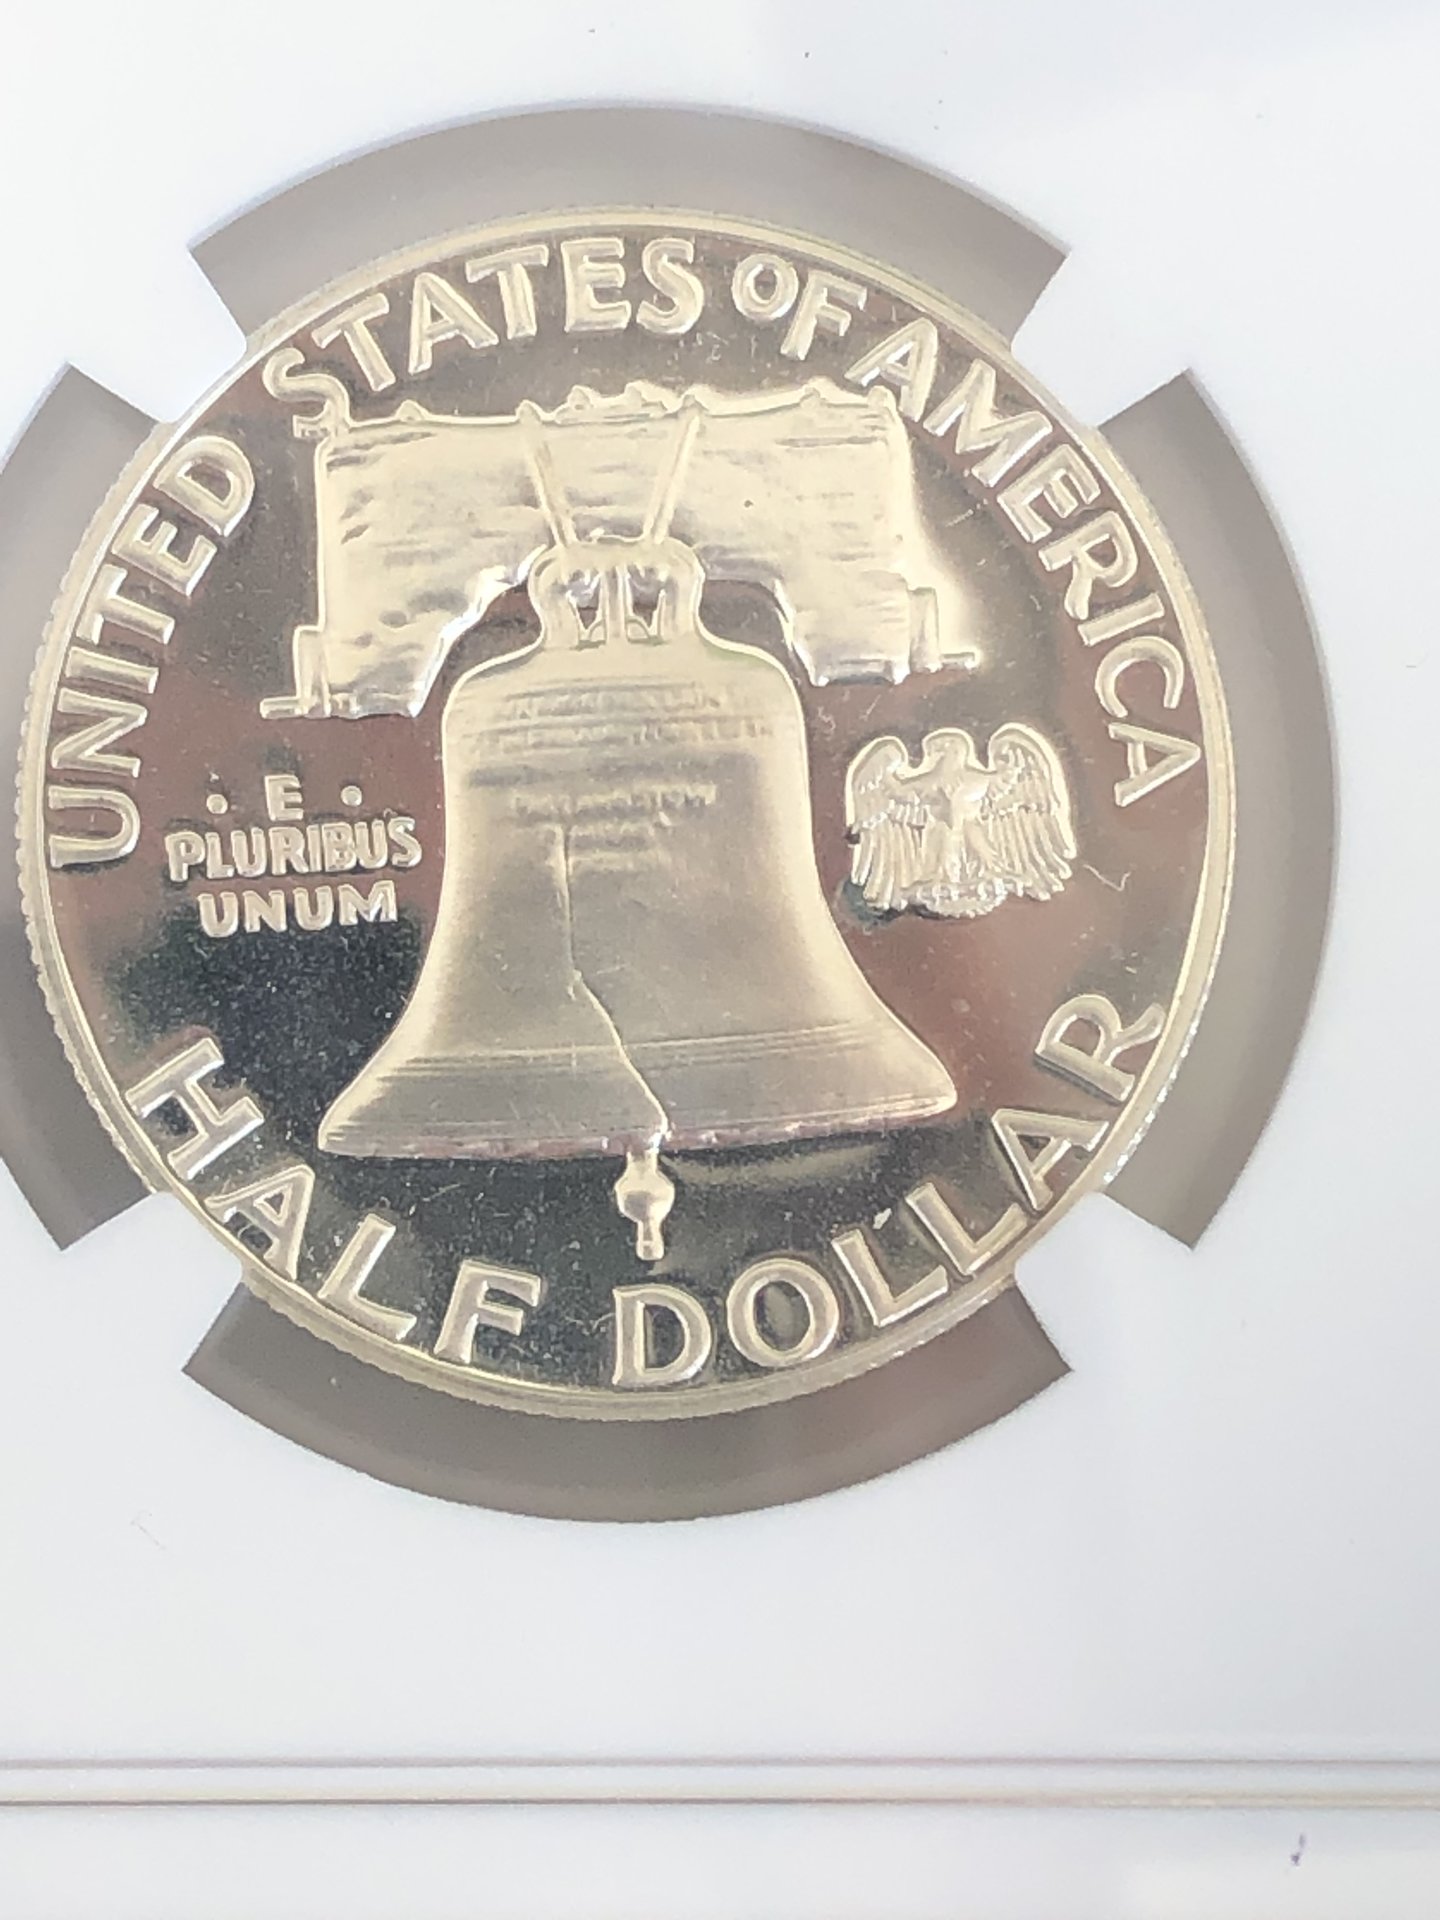 UNITED STATES OF AMERICA
· E ·
PLURIBUS
UNUM
HALF DOLLAR